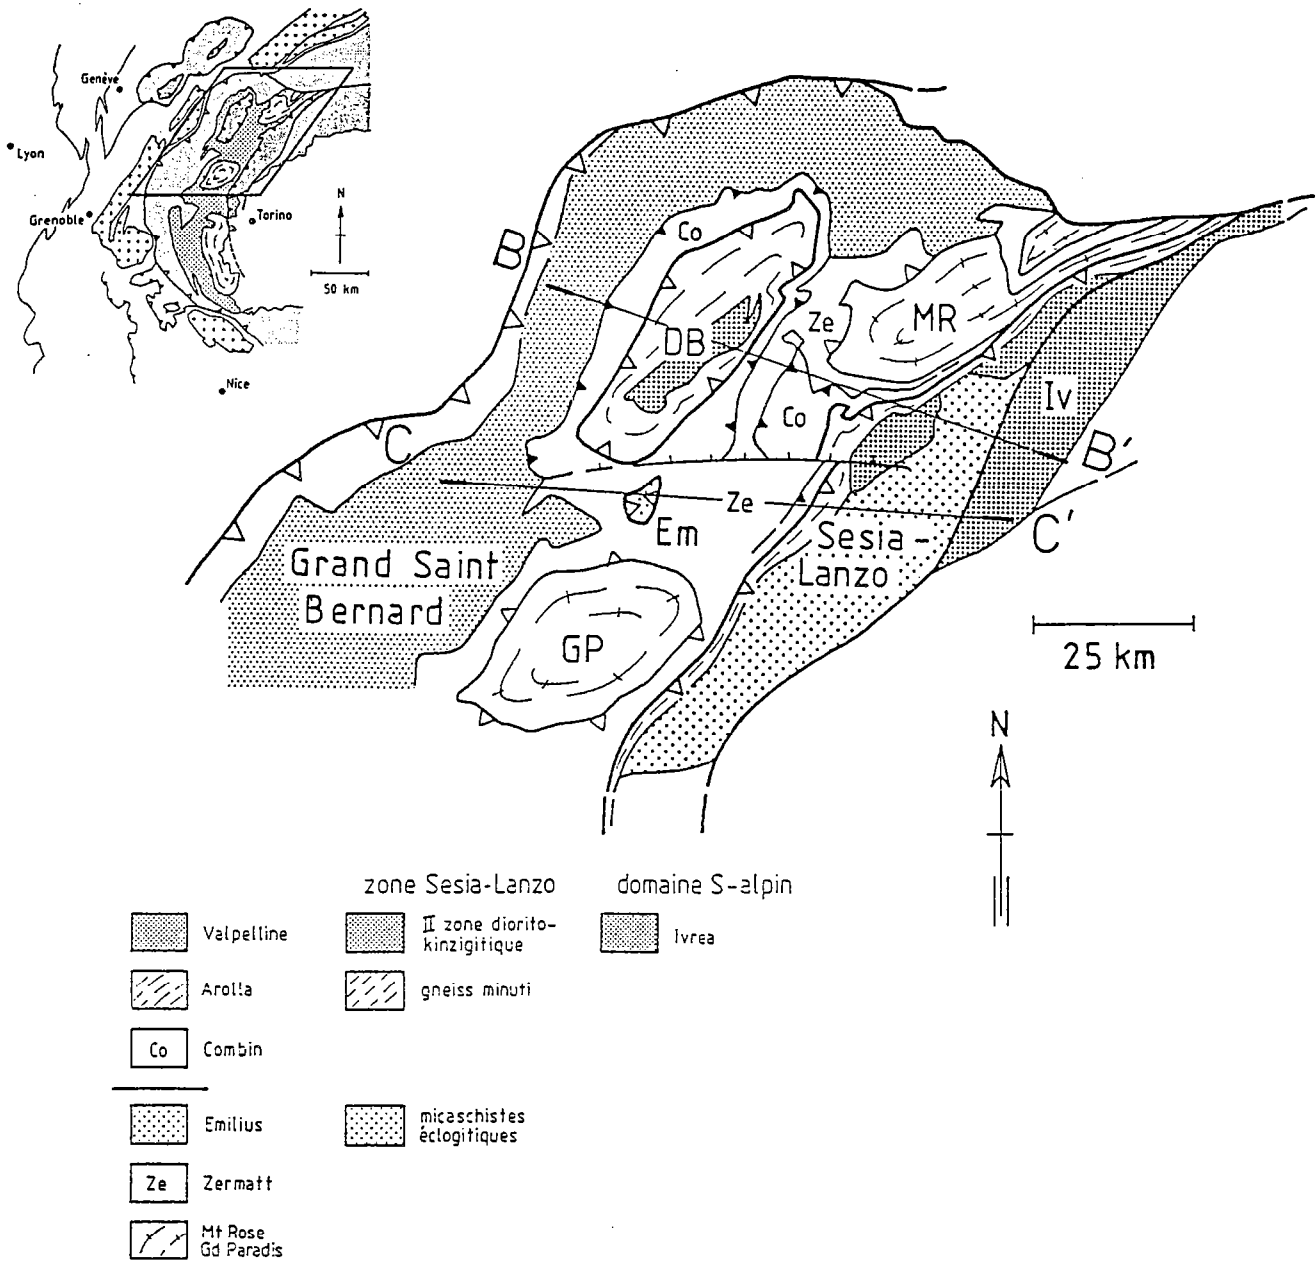 Genève
Lyon
Grenoble
Torino
Nice
N
50 km
B
Co
DB
Ze
MR
Co
Iv
B'
C
Ze
C'
Em
Sesia-
Lanzo
Grand Saint
Bernard
GP
25 km
N
zone Sesia-Lanzo
domaine S-alpin
Valpelline
II zone diorito-
kinzigitique
Ivrea
Arolla
gneiss minuti
Co
Combin
Emilius
micaschistes
éclogitiques
Ze
Zermatt
Mt Rose
Gd Paradis